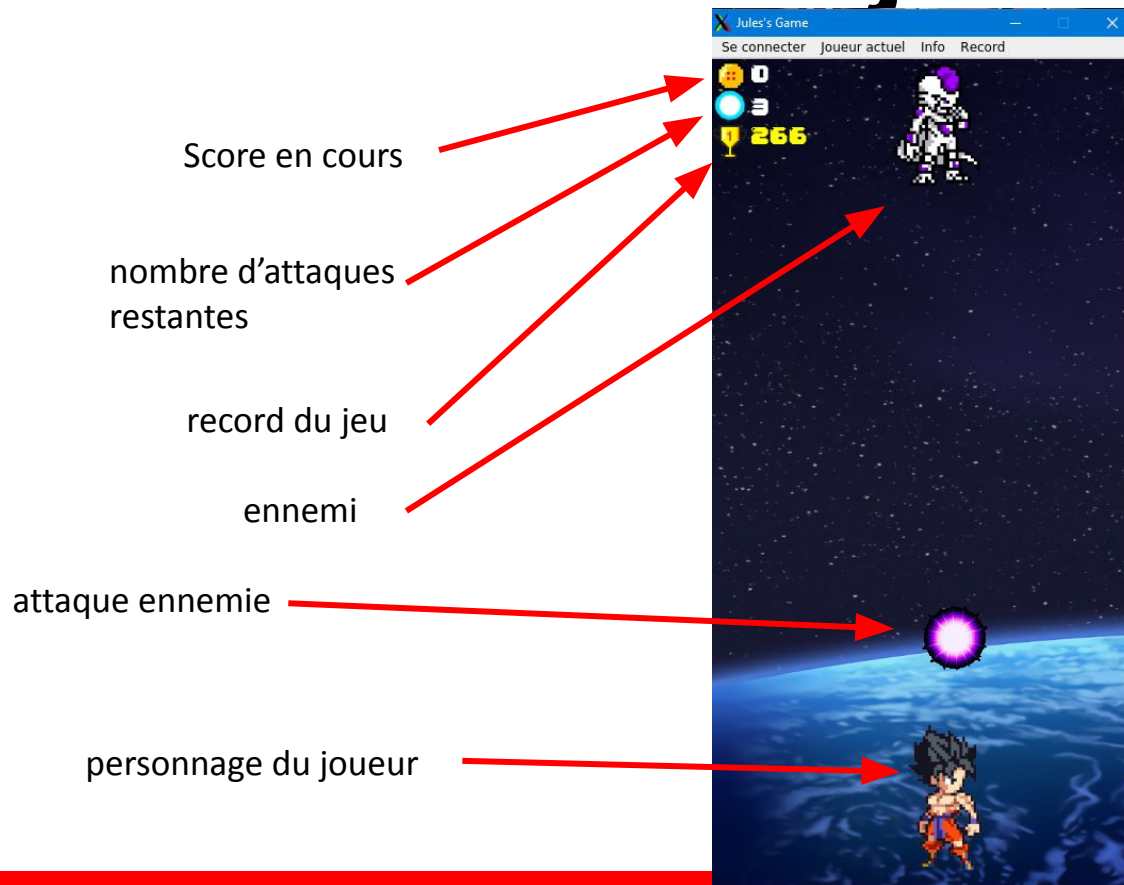 Jules's Game
Se connecter Joueur actuel Info Record
0
3
1 266
Score en cours
nombre d'attaques
restantes
record du jeu
ennemi
attaque ennemie
personnage du joueur